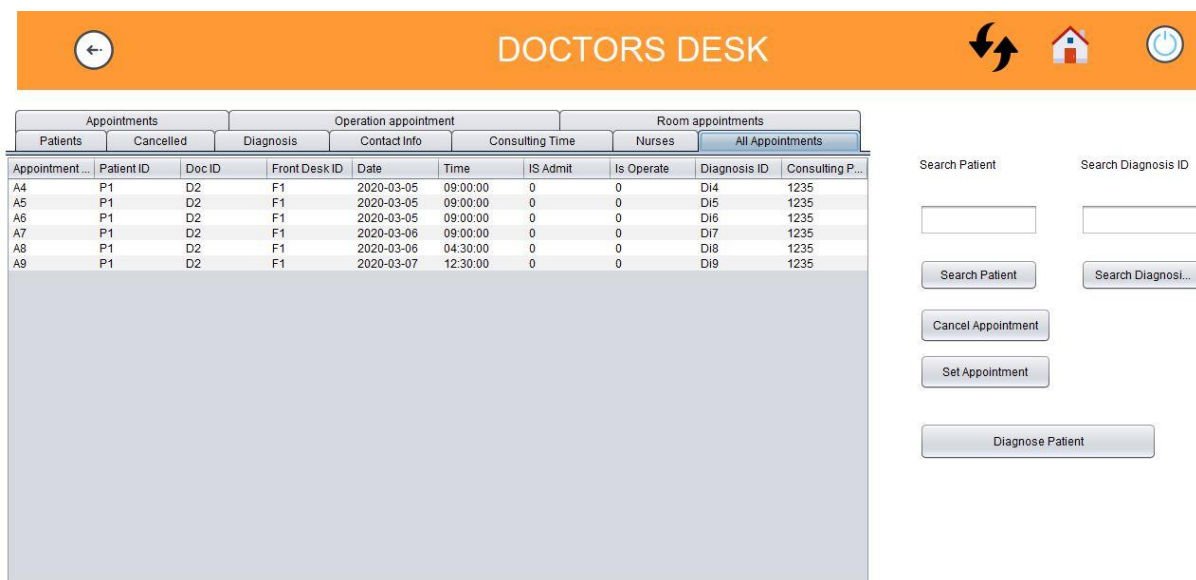 DOCTORS DESK
Appointments Operation appointment Room appointments
Patients Cancelled Diagnosis Contact Info Consulting Time Nurses All Appointments
Appointment ... Patient ID Doc ID Front Desk ID Date Time IS Admit Is Operate Diagnosis ID Consulting P...
A4 P1 D2 F1 2020-03-05 09:00:00 0 0 Di4 1235
A5 P1 D2 F1 2020-03-05 09:00:00 0 0 Di5 1235
A6 P1 D2 F1 2020-03-05 09:00:00 0 0 Di6 1235
A7 P1 D2 F1 2020-03-06 09:00:00 0 0 Di7 1235
A8 P1 D2 F1 2020-03-06 04:30:00 0 0 Di8 1235
A9 P1 D2 F1 2020-03-07 12:30:00 0 0 Di9 1235
Search Patient Search Diagnosis ID
Search Patient Search Diagnosi...
Cancel Appointment
Set Appointment
Diagnose Patient